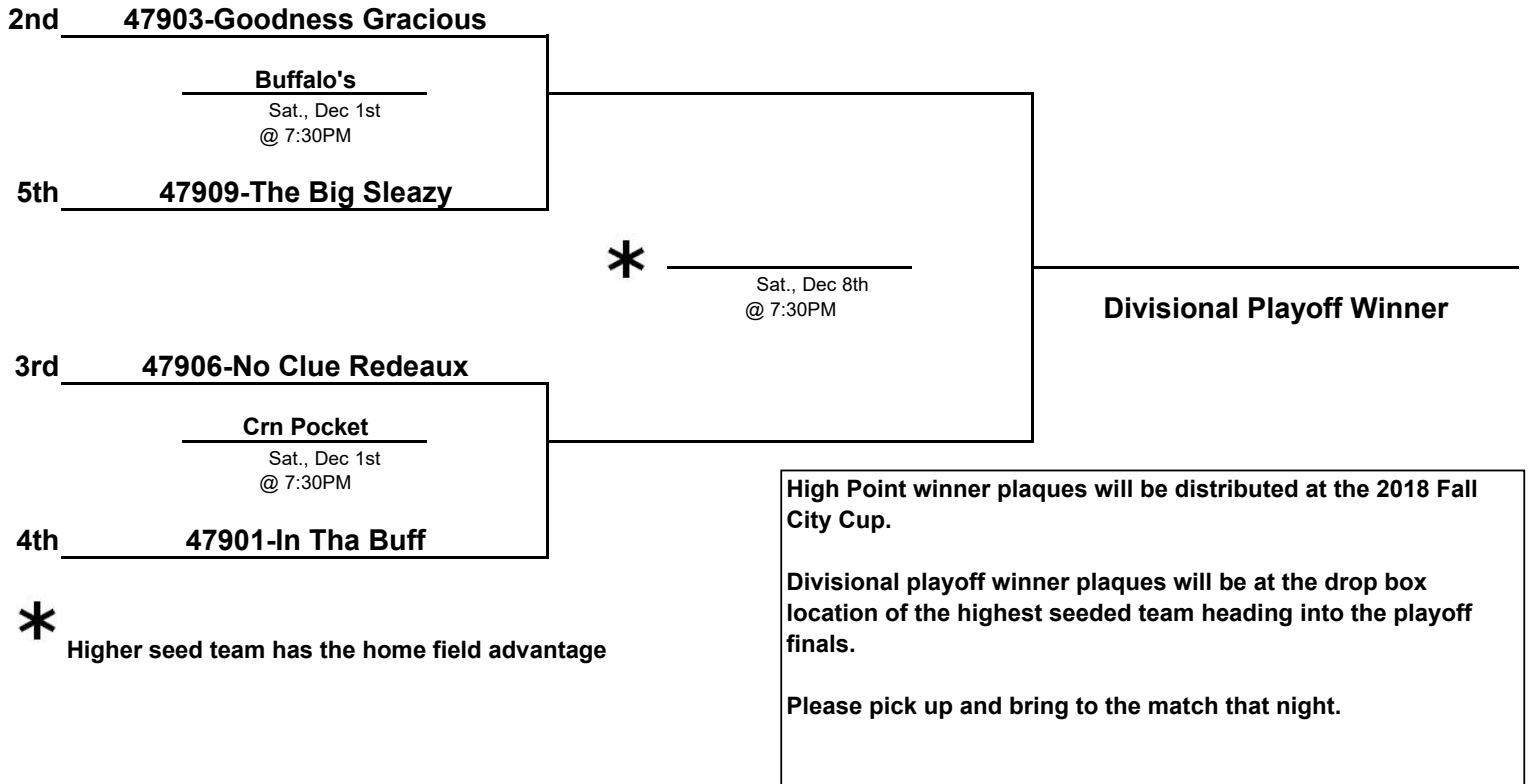 2nd 47903-Goodness Gracious
Buffalo's
Sat., Dec 1st
@ 7:30PM
5th 47909-The Big Sleazy
*
Sat., Dec 8th
@ 7:30PM
Divisional Playoff Winner
3rd 47906-No Clue Redeaux
Crn Pocket
Sat., Dec 1st
@ 7:30PM
4th 47901-In Tha Buff
*
Higher seed team has the home field advantage
High Point winner plaques will be distributed at the 2018 Fall
City Cup.
Divisional playoff winner plaques will be at the drop box
location of the highest seeded team heading into the playoff
finals.
Please pick up and bring to the match that night.